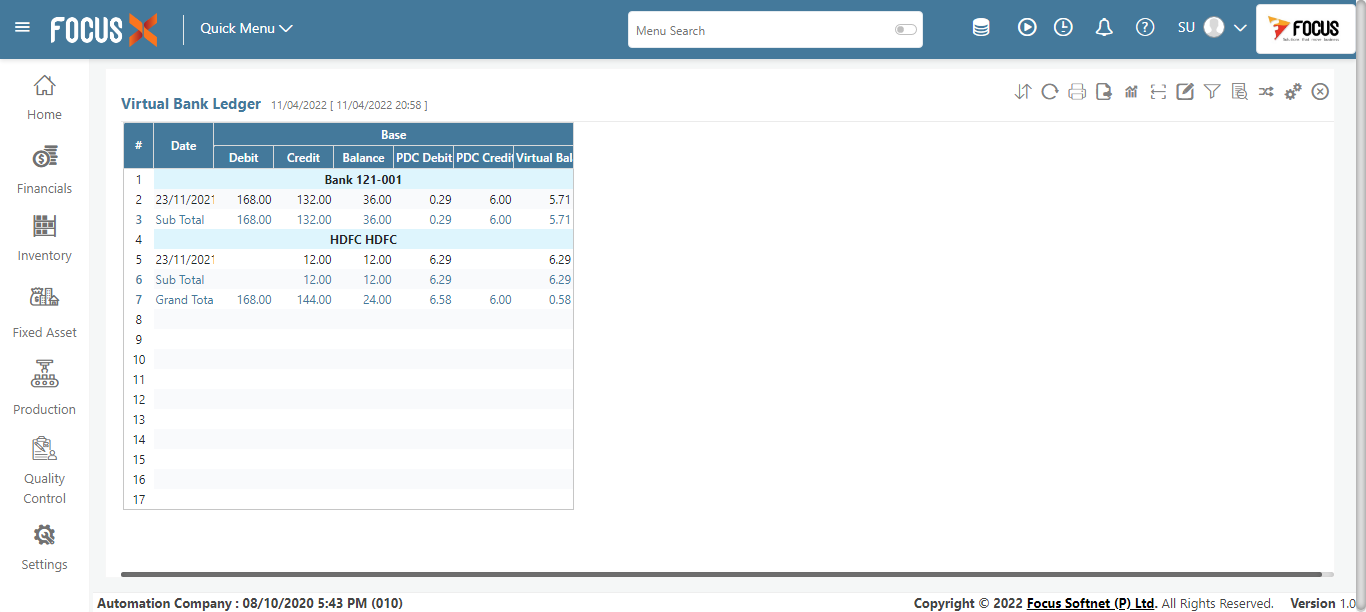 FOCUS X Quick Menu Menu Search SU FOCUS
Home
Financials
Inventory
Fixed Asset
Production
Quality
Control
Settings
Virtual Bank Ledger 11/04/2022 [ 11/04/2022 20:58 ]
# Date Base
Debit Credit Balance PDC Debit PDC Credit Virtual Bal
1 Bank 121-001
2 23/11/2021 168.00 132.00 36.00 0.29 6.00 5.71
3 Sub Total 168.00 132.00 36.00 0.29 6.00 5.71
4 HDFC HDFC
5 23/11/2021 12.00 12.00 6.29 6.29
6 Sub Total 12.00 12.00 6.29 6.29
7 Grand Tota 168.00 144.00 24.00 6.58 6.00 0.58
8
9
10
11
12
13
14
15
16
17
Automation Company : 08/10/2020 5:43 PM (010) Copyright © 2022 Focus Softnet (P) Ltd. All Rights Reserved. Version 1.0